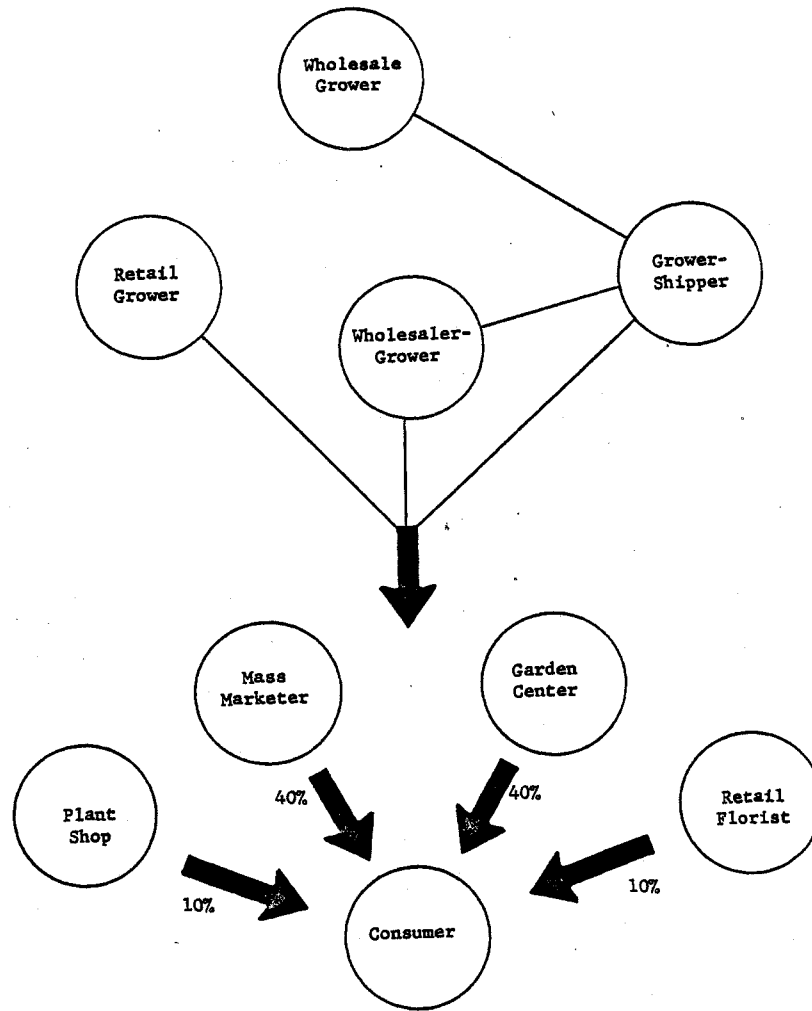 Wholesale
Grower
Retail
Grower
Grower-
Shipper
Wholesaler-
Grower
Mass
Marketer
Garden
Center
Plant
Shop
Retail
Florist
40%
40%
10%
10%
Consumer